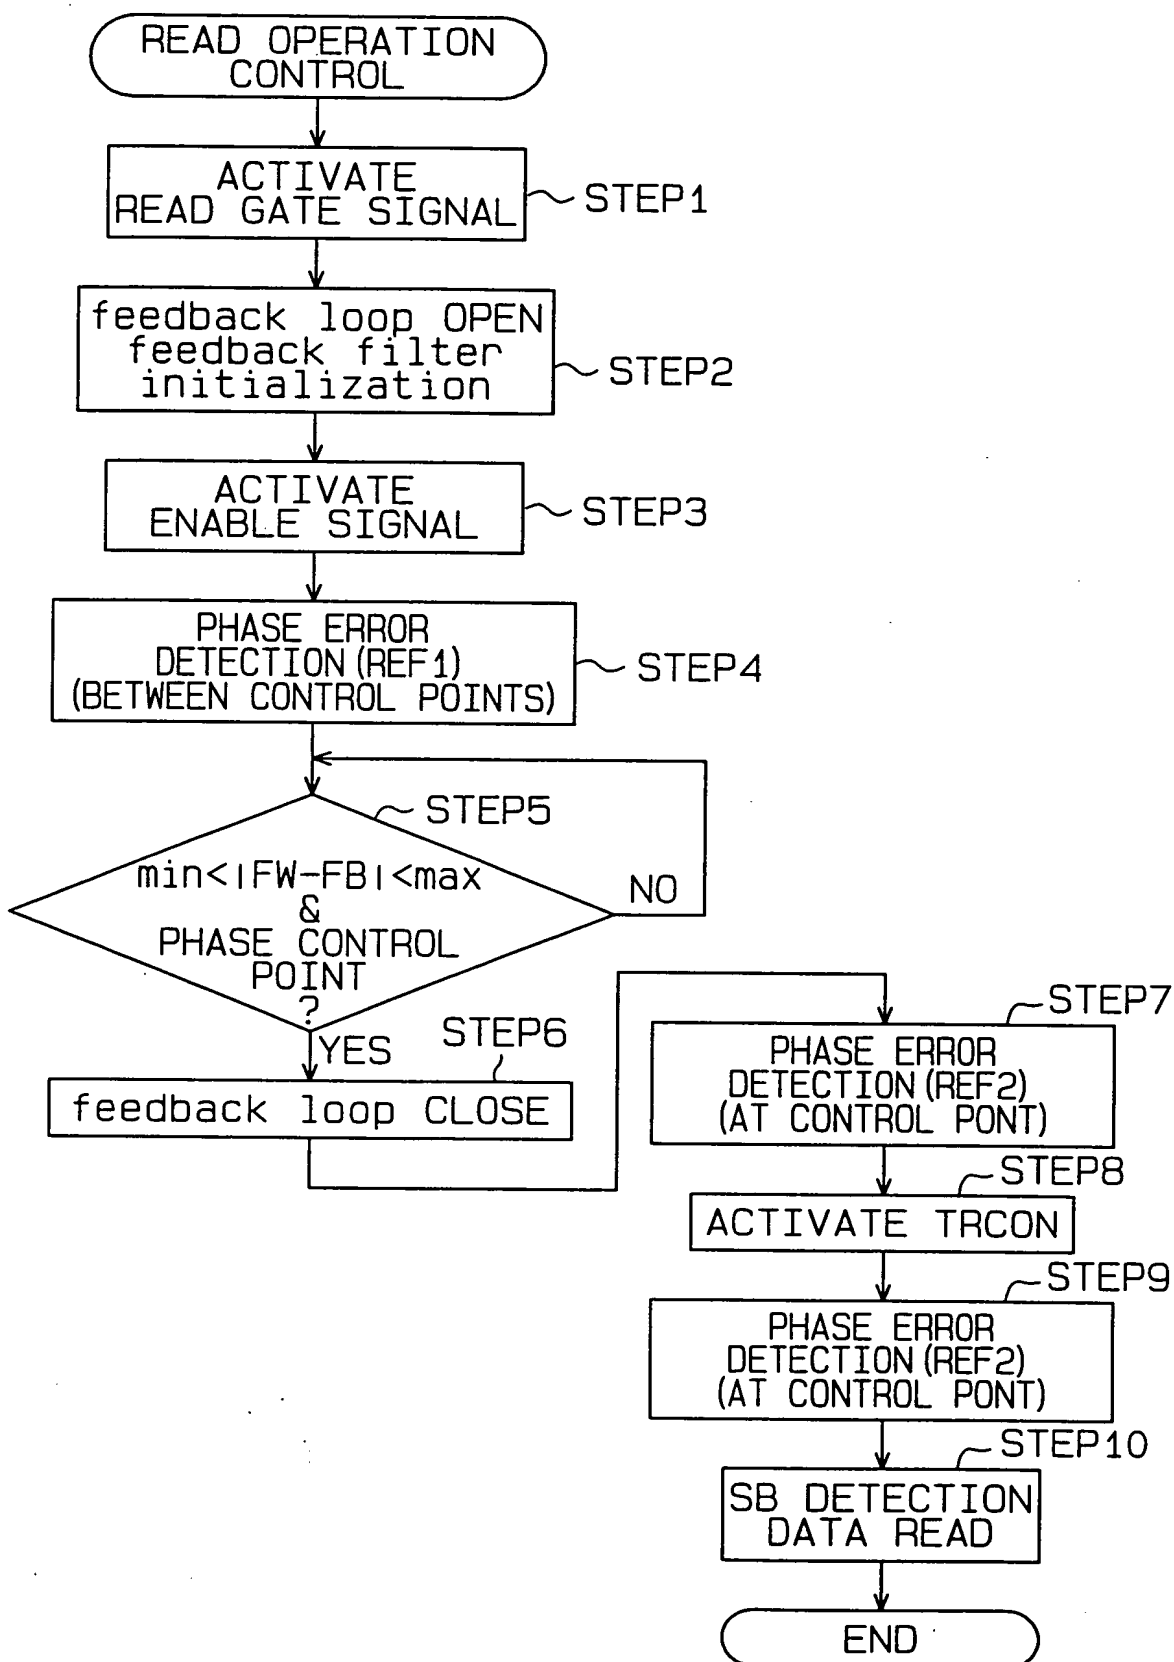 READ OPERATION
CONTROL
ACTIVATE
READ GATE SIGNAL
STEP1
feedback loop OPEN
feedback filter
initialization
STEP2
ACTIVATE
ENABLE SIGNAL
STEP3
PHASE ERROR
DETECTION(REF1)
(BETWEEN CONTROL POINTS)
STEP4
STEP5
min<|FW-FB|<max
&
PHASE CONTROL
POINT
?
NO
YES
STEP6
feedback loop CLOSE
STEP7
PHASE ERROR
DETECTION(REF2)
(AT CONTROL PONT)
STEP8
ACTIVATE TRCON
STEP9
PHASE ERROR
DETECTION(REF2)
(AT CONTROL PONT)
STEP10
SB DETECTION
DATA READ
END